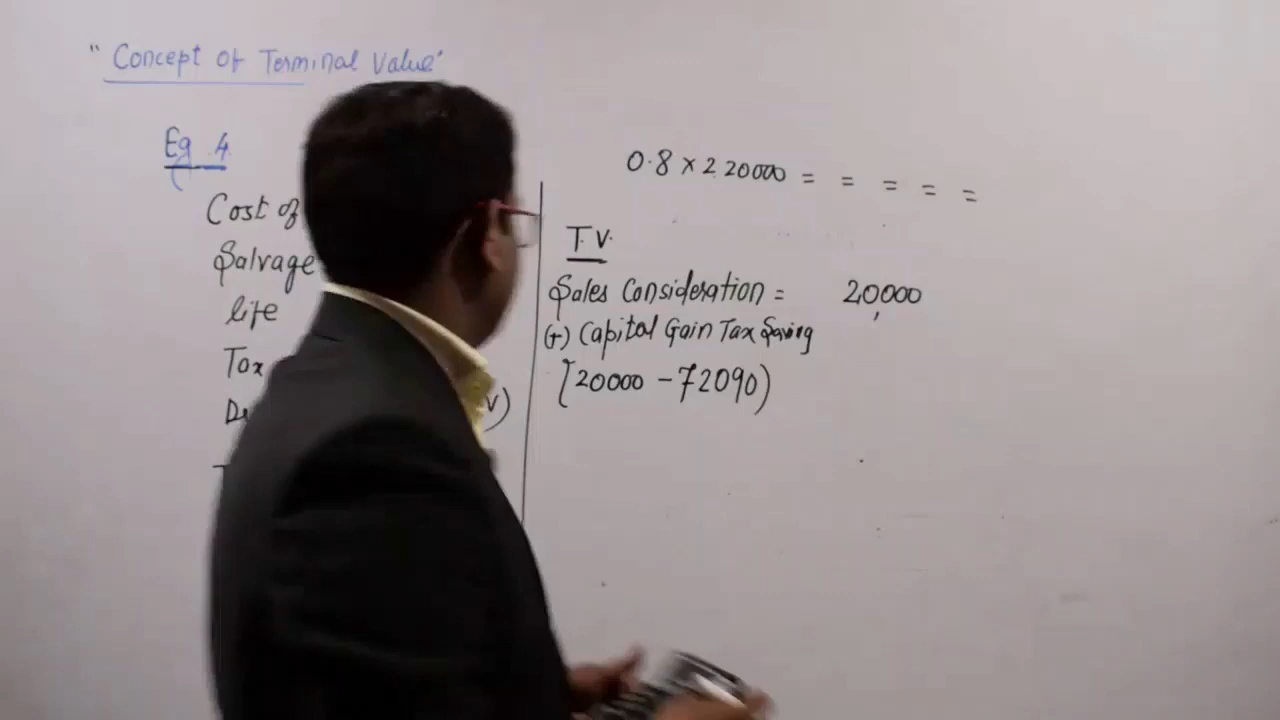 "Concept of Terminal Value"
Eg 4
Cost of
Salvage
life
Tax
V)
0.8 × 2,20000 = = = = =
T.V.
Sales Consideration = 20,000
(+) Capital Gain Tax Saving
[20000 - 72090)